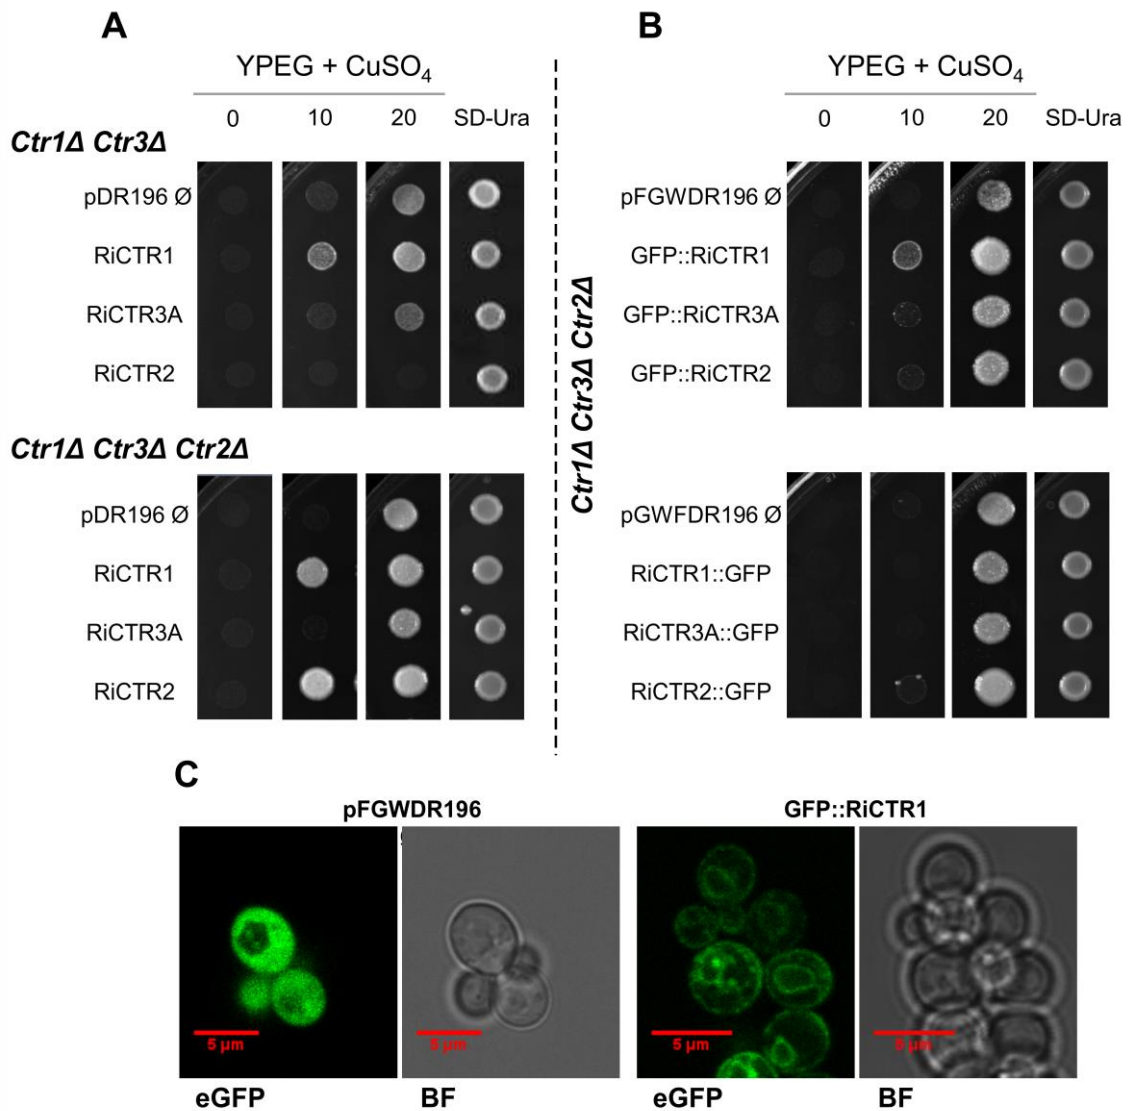 A
B
YPEG + CuSO₄
YPEG + CuSO₄
0 10 20 SD-Ura
0 10 20 SD-Ura
Ctr1Δ Ctr3Δ
pDR196 Ø
RiCTR1
RiCTR3A
RiCTR2
Ctr1Δ Ctr3Δ Ctr2Δ
pDR196 Ø
RiCTR1
RiCTR3A
RiCTR2
Ctr1Δ Ctr3Δ Ctr2Δ
pFGWDR196 Ø
GFP::RiCTR1
GFP::RiCTR3A
GFP::RiCTR2
pGWFDR196 Ø
RiCTR1::GFP
RiCTR3A::GFP
RiCTR2::GFP
C
pFGWDR196
GFP::RiCTR1
5 µm
5 µm
5 µm
5 µm
eGFP
BF
eGFP
BF